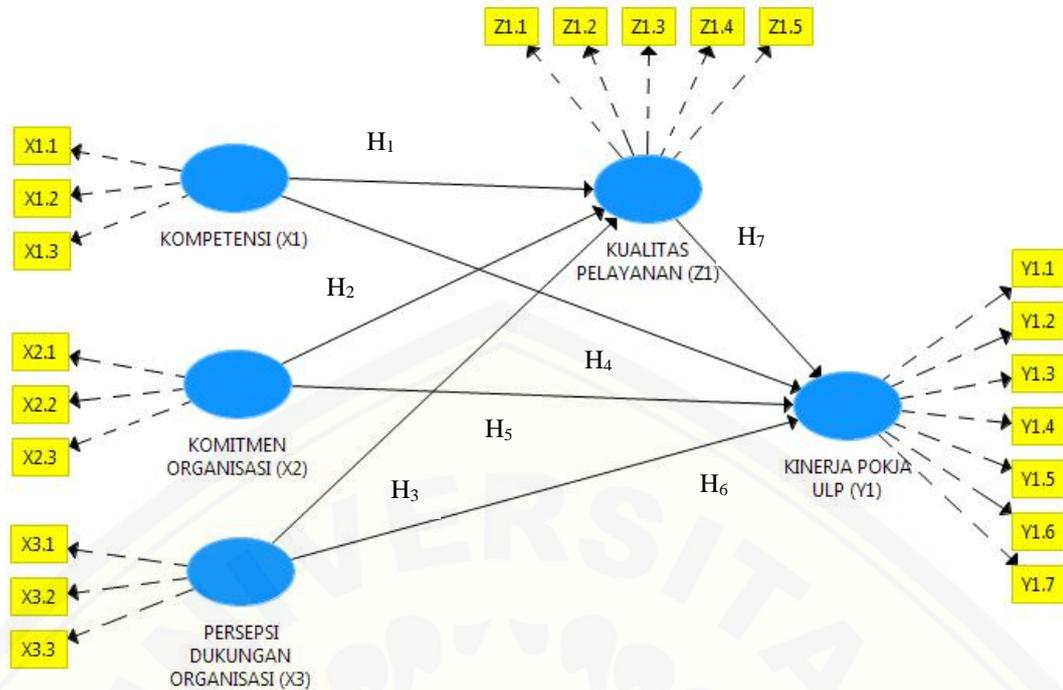 Z1.1
Z1.2
Z1.3
Z1.4
Z1.5
X1.1
X1.2
X1.3
H1
KOMPETENSI (X1)
KUALITAS
PELAYANAN (Z1)
H7
H2
X2.1
X2.2
X2.3
KOMITMEN
ORGANISASI (X2)
H4
H5
Y1.1
Y1.2
Y1.3
Y1.4
Y1.5
Y1.6
Y1.7
KINERJA POKJA
ULP (Y1)
H3
H6
X3.1
X3.2
X3.3
PERSEPSI
DUKUNGAN
ORGANISASI (X3)